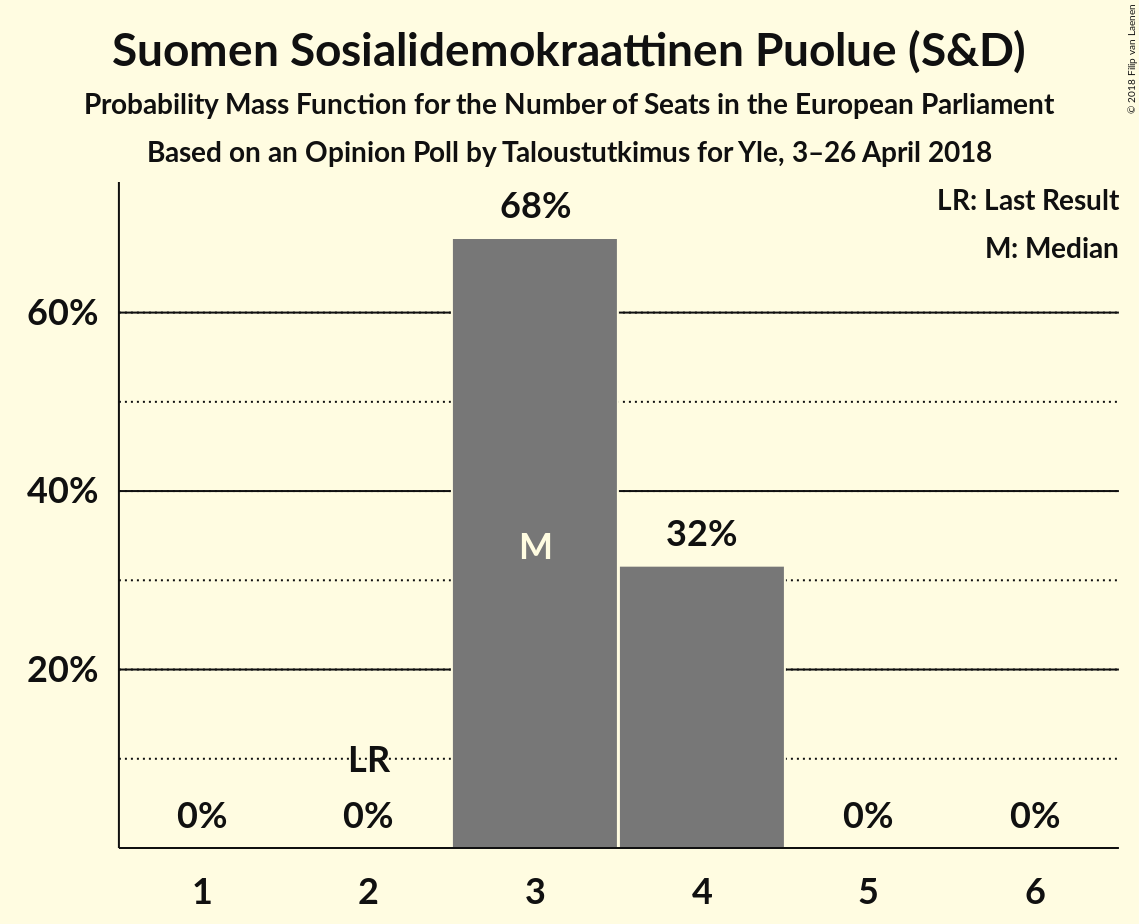 Suomen Sosialidemokraattinen Puolue (S&D)
Probability Mass Function for the Number of Seats in the European Parliament
Based on an Opinion Poll by Taloustutkimus for Yle, 3–26 April 2018
© 2018 Filip van Laenen
LR: Last Result
M: Median
68%
60%
40%
32%
M
20%
LR
0% 0% 0% 0%
1 2 3 4 5 6